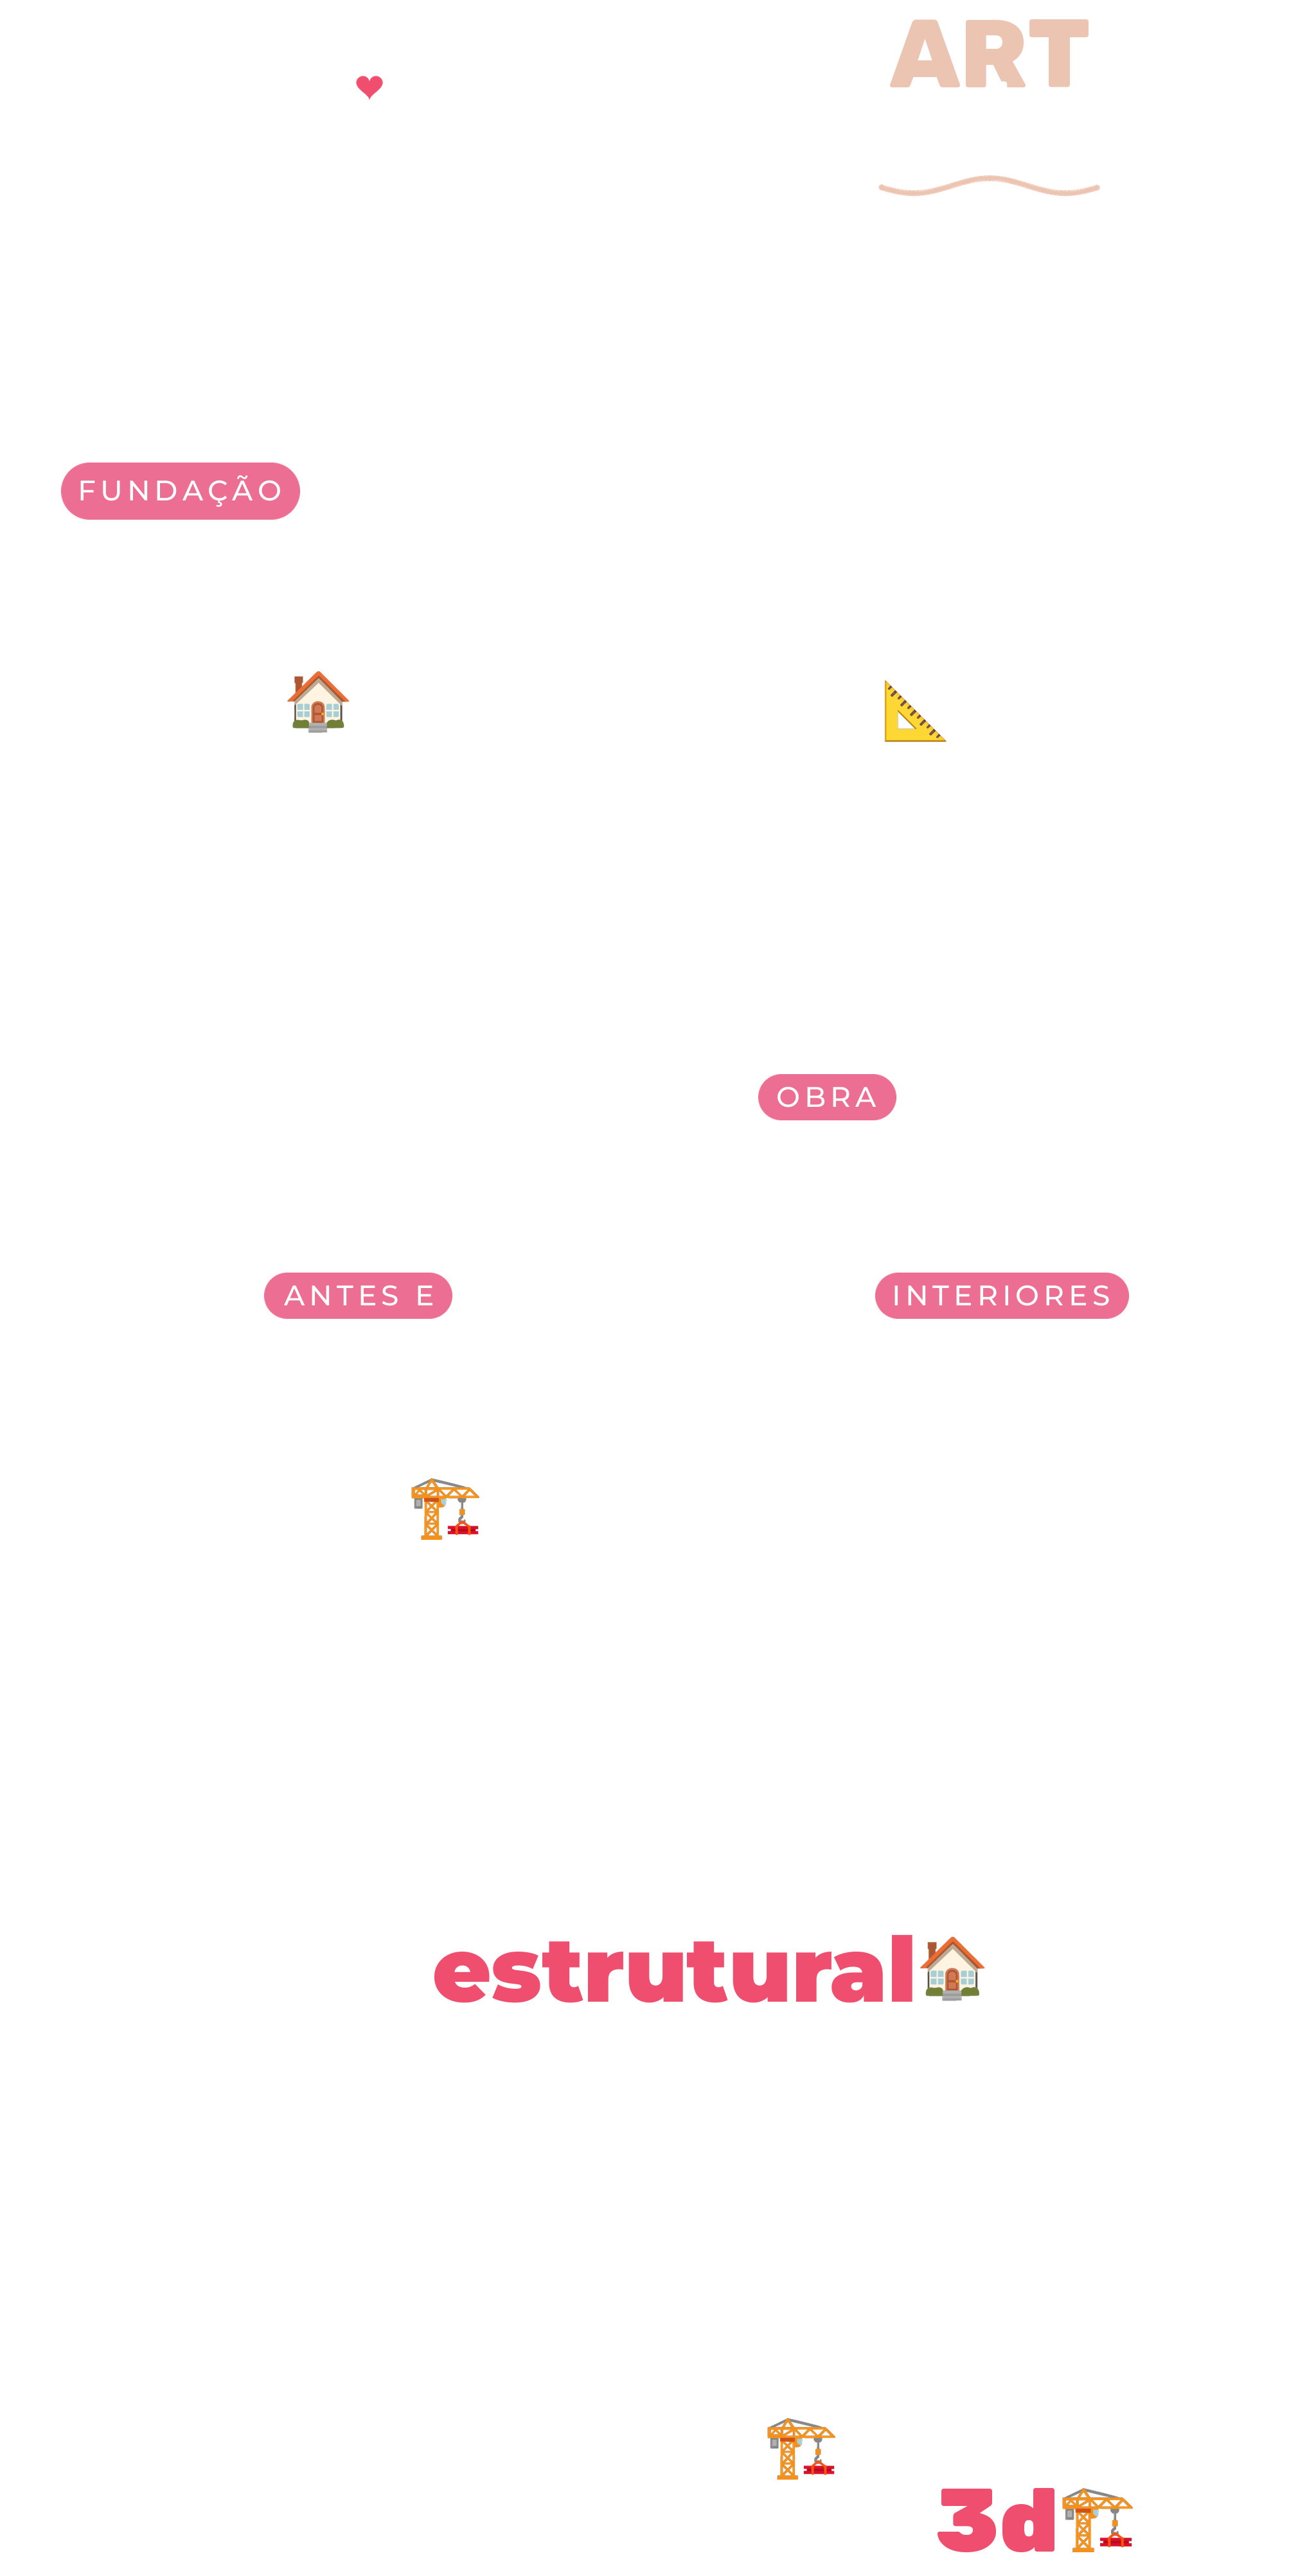 ART
FUNDAÇÃO
OBRA
ANTES E
INTERIORES
estrutural
3d